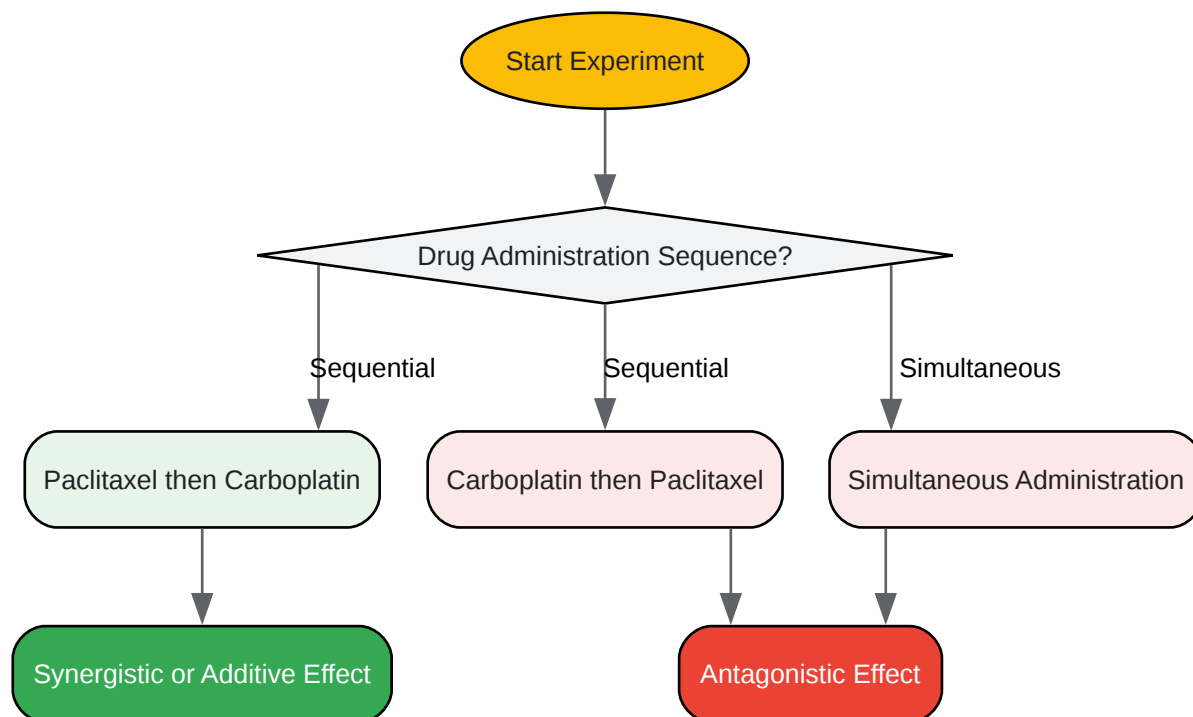 Start Experiment
Drug Administration Sequence?
Sequential
Sequential
Simultaneous
Paclitaxel then Carboplatin
Carboplatin then Paclitaxel
Simultaneous Administration
Synergistic or Additive Effect
Antagonistic Effect